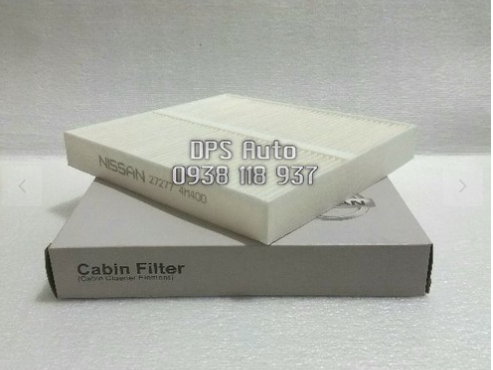 DPS Auto
0938 118 937
NISSAN 27277 4M400
Cabin Filter
(Cabin Cleaner Element)